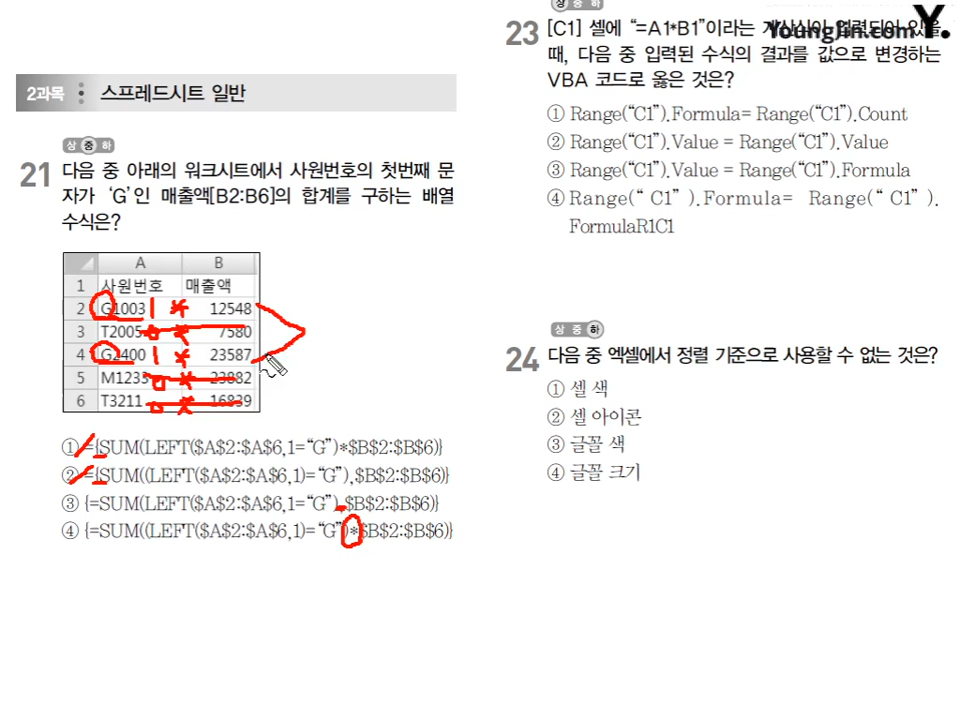 2과목 스프레드시트 일반
상 중 하
21 다음 중 아래의 워크시트에서 사원번호의 첫번째 문
자가 ‘G’인 매출액[B2:B6]의 합계를 구하는 배열
수식은?
A B
1 사원번호 매출액
2 G1003 12548
3 T2005 7580
4 G2400 23587
5 M1233 23882
6 T3211 16839
① ={SUM(LEFT($A$2:$A$6,1=“G”)*$B$2:$B$6)}
② ={SUM((LEFT($A$2:$A$6,1)=“G”),$B$2:$B$6)}
③ {=SUM(LEFT($A$2:$A$6,1=“G”),$B$2:$B$6)}
④ {=SUM((LEFT($A$2:$A$6,1)=“G”)*$B$2:$B$6)}
상 중 하
YoungJin.com Y.
23 [C1] 셀에 “=A1*B1”이라는 계산식이 입력되어 있을
때, 다음 중 입력된 수식의 결과를 값으로 변경하는
VBA 코드로 옳은 것은?
① Range(“C1”).Formula= Range(“C1”).Count
② Range(“C1”).Value = Range(“C1”).Value
③ Range(“C1”).Value = Range(“C1”).Formula
④ Range(“ C1” ).Formula= Range(“ C1” ).
FormulaR1C1
상 중 하
24 다음 중 엑셀에서 정렬 기준으로 사용할 수 없는 것은?
① 셀 색
② 셀 아이콘
③ 글꼴 색
④ 글꼴 크기